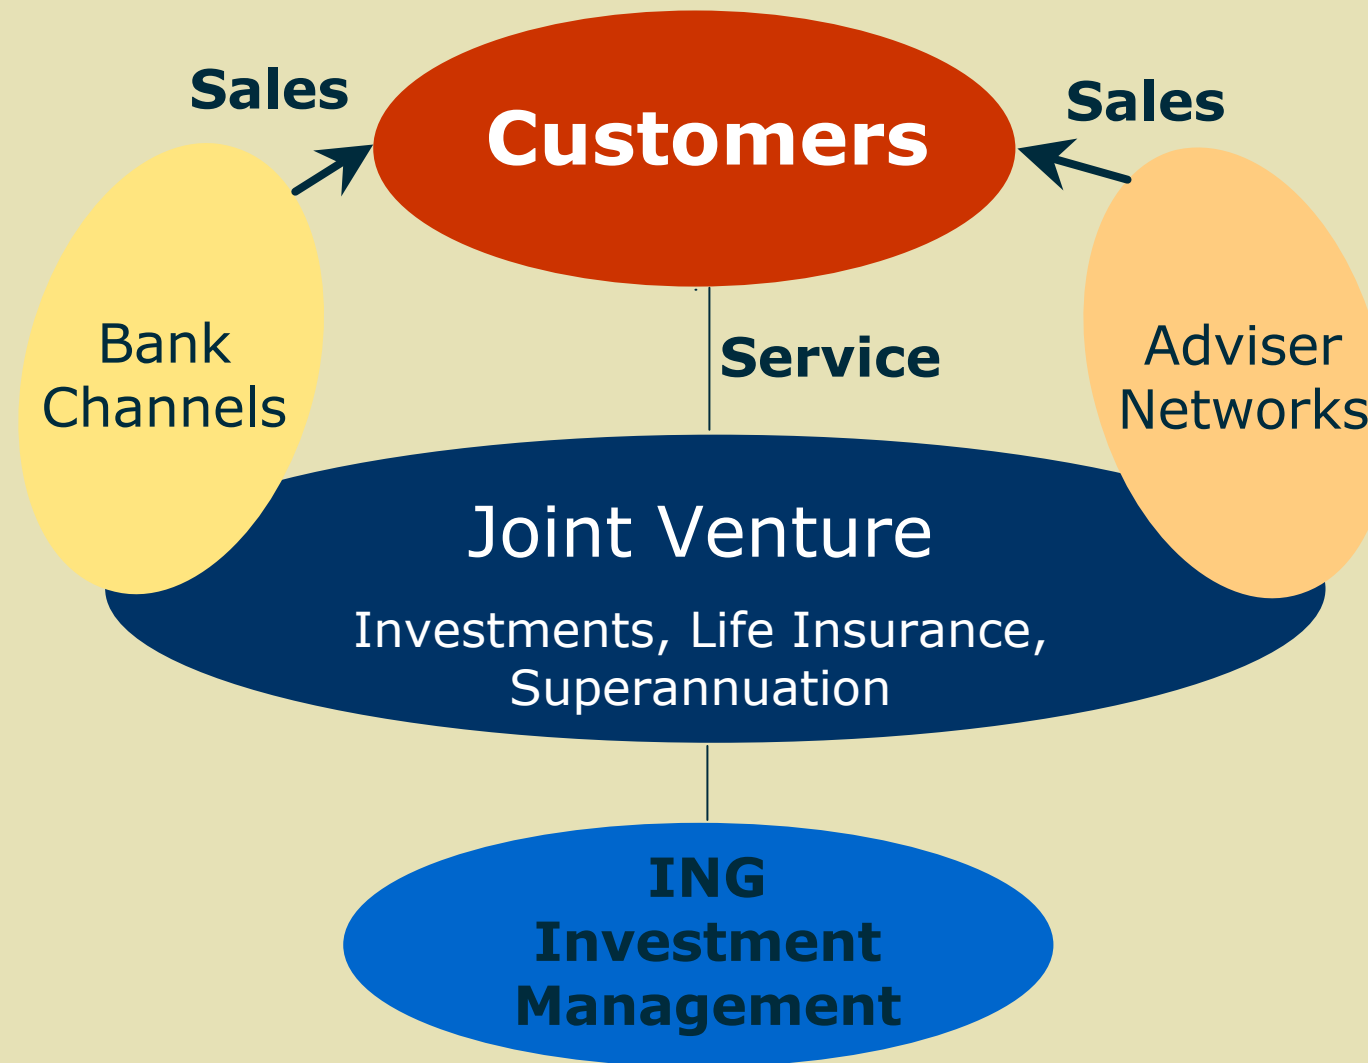 Sales
Customers
Sales
Bank
Channels
Service
Adviser
Networks
Joint Venture
Investments, Life Insurance,
Superannuation
ING
Investment
Management